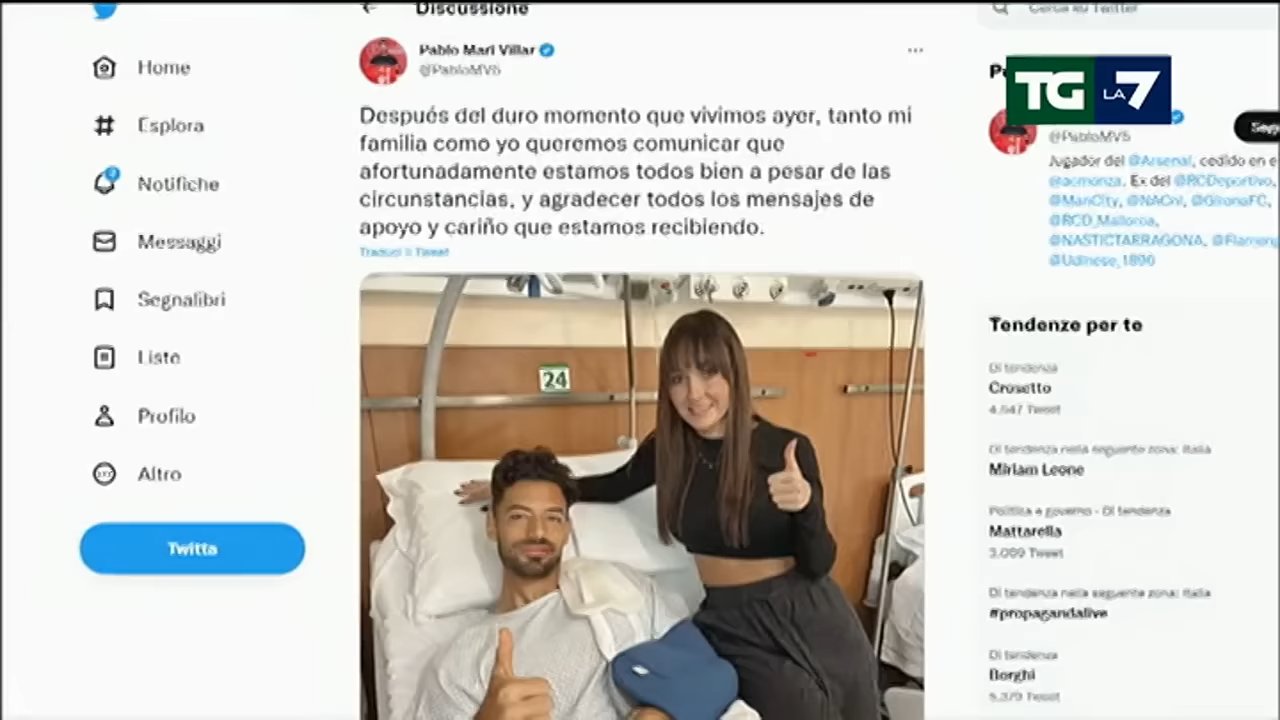 Discussione
Cerca su Twitter
Home
Esplora
Notifiche
Messaggi
Segnalibri
Liste
Profilo
Altro
Twitta
Pablo Marí Villar
@PabloMV5
Después del duro momento que vivimos ayer, tanto mi
familia como yo queremos comunicar que
afortunadamente estamos todos bien a pesar de las
circunstancias, y agradecer todos los mensajes de
apoyo y cariño que estamos recibiendo.
Traduci il Tweet
24
TG LA7
@PabloMV5
Jugador del @Arsenal, cedido en e
@acmonza. Ex del @RCDeportivo,
@ManCity, @NACnl, @GironaFC,
@RCD_Mallorca,
@NASTICTARRAGONA, @Flameng
@Udinese_1896
Tendenze per te
Di tendenza
Crosetto
4.547 Tweet
Di tendenza nella seguente zona: Italia
Miriam Leone
Politica e governo · Di tendenza
Mattarella
3.099 Tweet
Di tendenza nella seguente zona: Italia
#propagandalive
Di tendenza
Borghi
5.379 Tweet